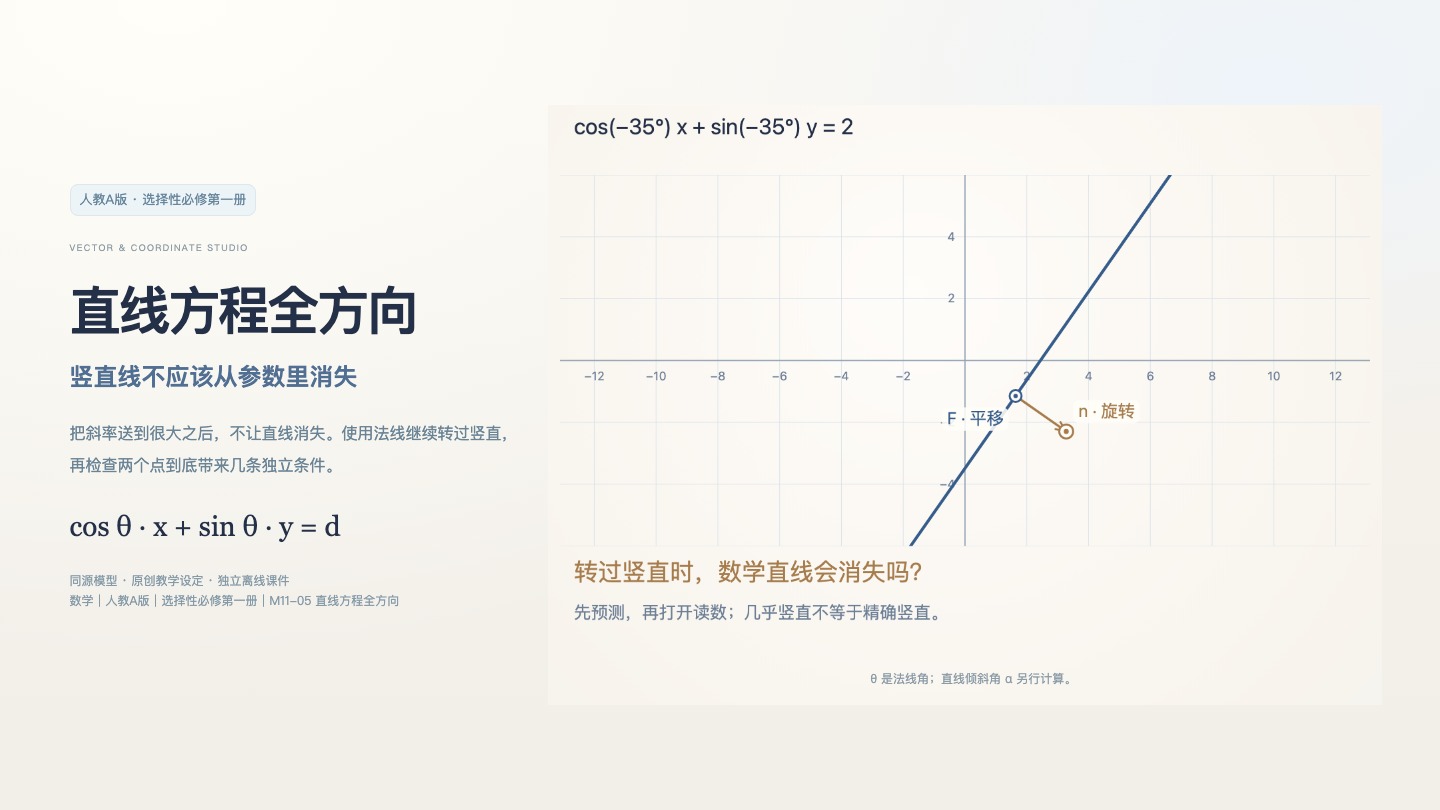 人教A版 · 选择性必修第一册
VECTOR & COORDINATE STUDIO
直线方程全方向
竖直线不应该从参数里消失
把斜率送到很大之后，不让直线消失。使用法线继续转过竖直，
再检查两个点到底带来几条独立条件。
cos θ · x + sin θ · y = d
同源模型 · 原创教学设定 · 独立离线课件
数学｜人教A版｜选择性必修第一册｜M11–05 直线方程全方向
cos(−35°) x + sin(−35°) y = 2
4
2
−12 −10 −8 −6 −4 −2 2 4 6 8 10 12
n · 旋转
F · 平移
−4
转过竖直时，数学直线会消失吗？
先预测，再打开读数；几乎竖直不等于精确竖直。
θ 是法线角；直线倾斜角 α 另行计算。